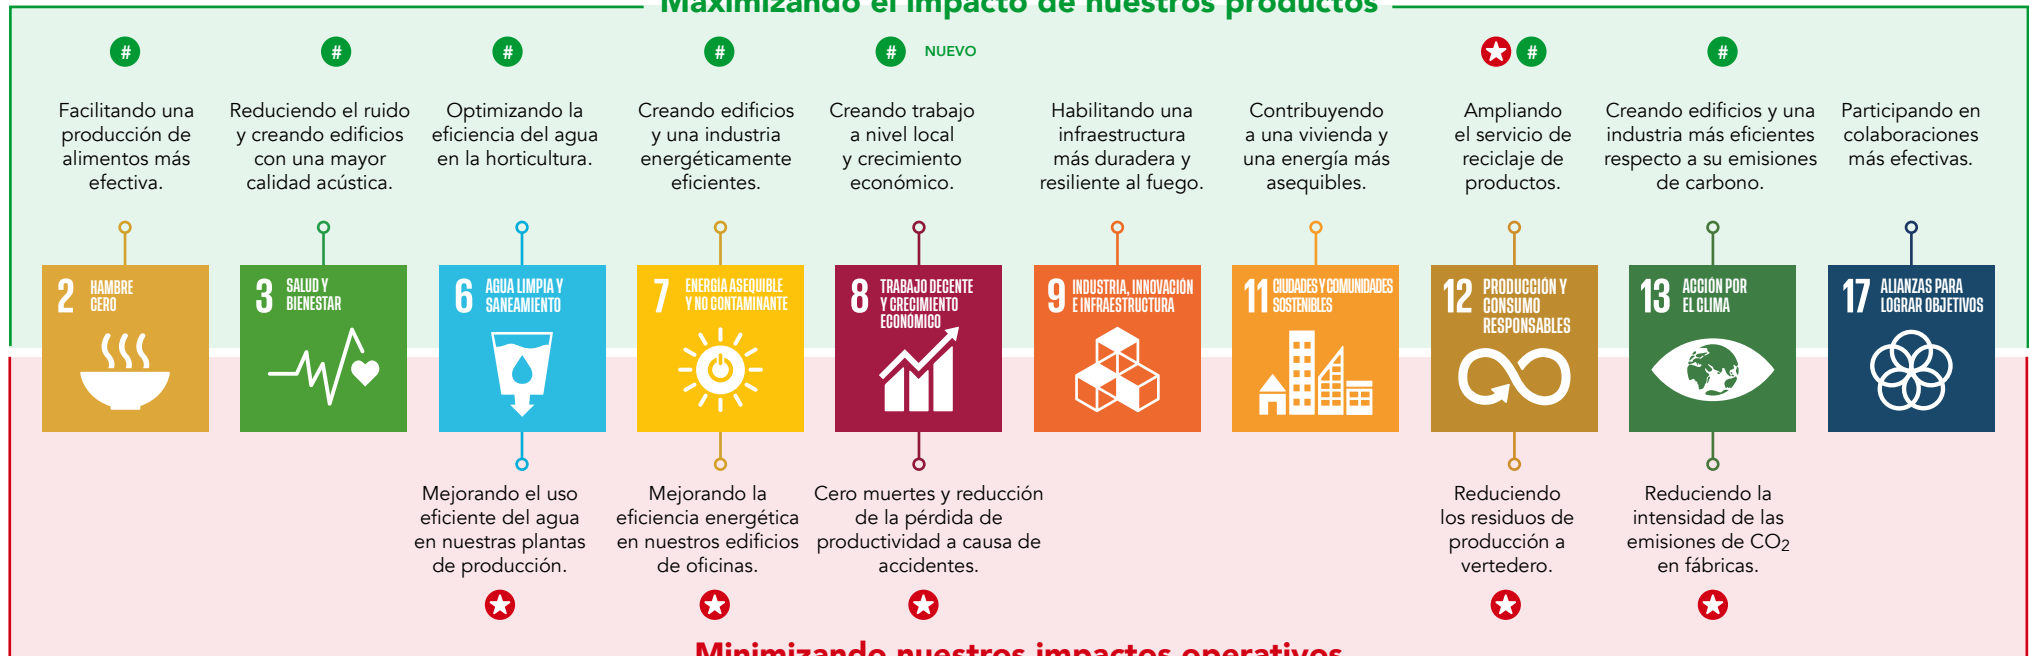 Maximizando el impacto de nuestros productos
#
#
#
#
# NUEVO
#
#
Facilitando una
producción de
alimentos más
efectiva.
Reduciendo el ruido
y creando edificios
con una mayor
calidad acústica.
Optimizando la
eficiencia del agua
en la horticultura.
Creando edificios
y una industria
energéticamente
eficientes.
Creando trabajo
a nivel local
y crecimiento
económico.
Habilitando una
infraestructura
más duradera y
resiliente al fuego.
Contribuyendo
a una vivienda y
una energía más
asequibles.
Ampliando
el servicio de
reciclaje de
productos.
Creando edificios y una
industria más eficientes
respecto a su emisiones
de carbono.
Participando en
colaboraciones
más efectivas.
2 HAMBRE
CERO
3 SALUD Y
BIENESTAR
6 AGUA LIMPIA Y
SANEAMIENTO
7 ENERGÍA ASEQUIBLE
Y NO CONTAMINANTE
8 TRABAJO DECENTE
Y CRECIMIENTO
ECONÓMICO
9 INDUSTRIA, INNOVACIÓN
E INFRAESTRUCTURA
11 CIUDADES Y COMUNIDADES
SOSTENIBLES
12 PRODUCCIÓN Y
CONSUMO
RESPONSABLES
13 ACCIÓN POR
EL CLIMA
17 ALIANZAS PARA
LOGRAR OBJETIVOS
Mejorando el uso
eficiente del agua
en nuestras plantas
de producción.
Mejorando la
eficiencia energética
en nuestros edificios
de oficinas.
Cero muertes y reducción
de la pérdida de
productividad a causa de
accidentes.
Reduciendo
los residuos de
producción a
vertedero.
Reduciendo la
intensidad de las
emisiones de CO2
en fábricas.
Minimizando nuestros impactos operativos